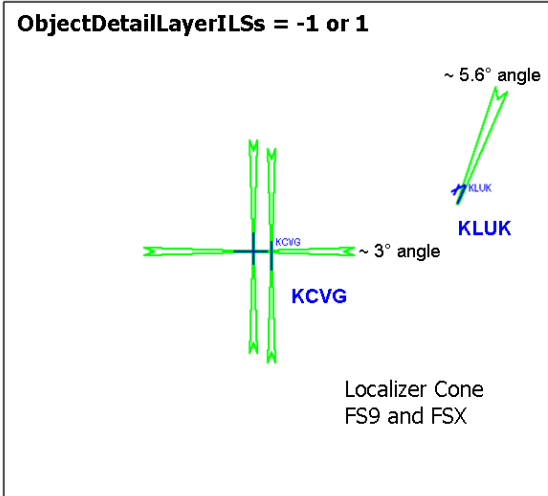 ObjectDetailLayerILSs = -1 or 1
~ 5.6° angle
KLUK
KLUK
KCVG
~ 3° angle
KCVG
Localizer Cone
FS9 and FSX